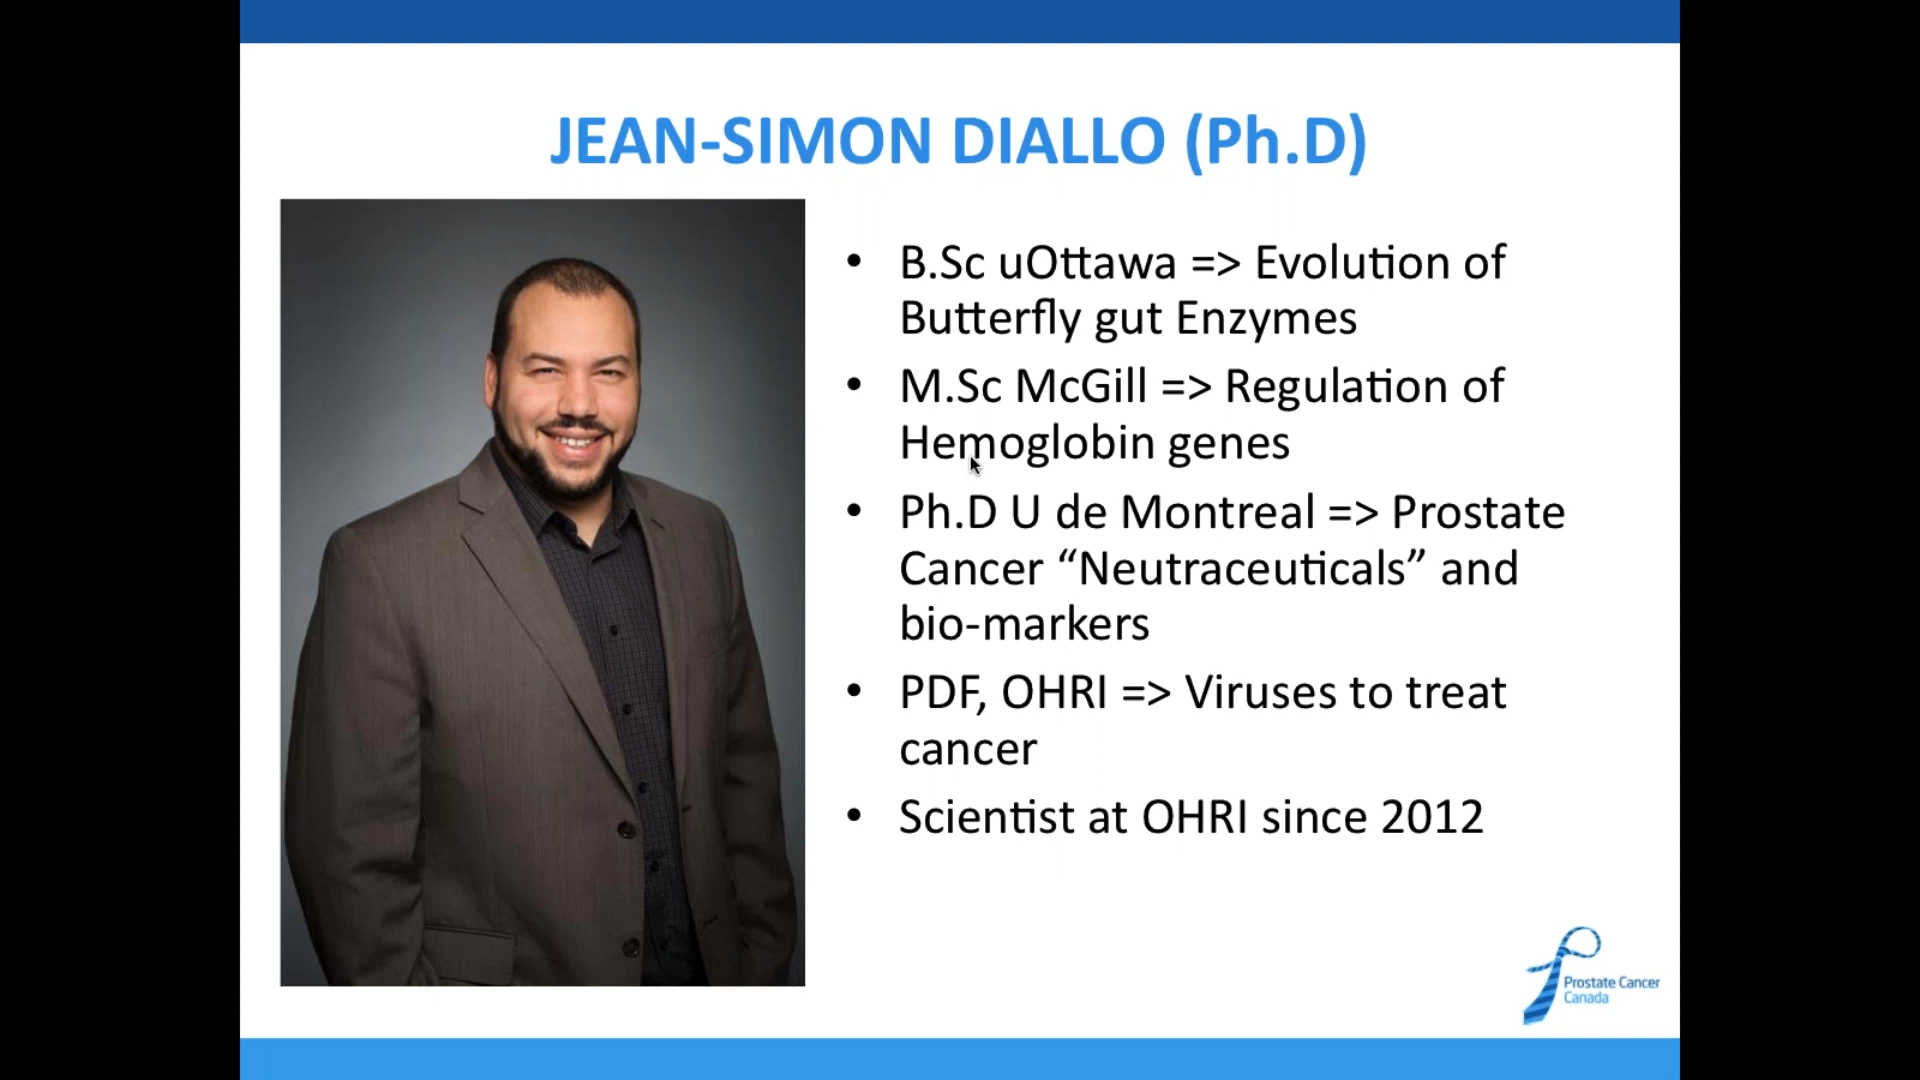 JEAN-SIMON DIALLO (Ph.D)
• B.Sc uOttawa => Evolution of
Butterfly gut Enzymes
• M.Sc McGill => Regulation of
Hemoglobin genes
• Ph.D U de Montreal => Prostate
Cancer “Neutraceuticals” and
bio-markers
• PDF, OHRI => Viruses to treat
cancer
• Scientist at OHRI since 2012
Prostate Cancer
Canada